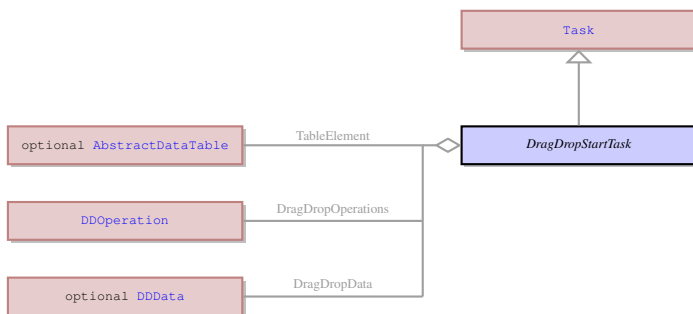 Task
TableElement
optional AbstractDataTable
DragDropStartTask
DragDropOperations
DDOperation
DragDropData
optional DDData